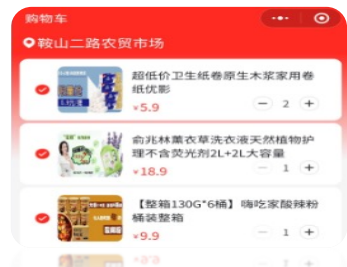 购物车
鞍山二路农贸市场
超低价卫生纸卷原生木浆家用卷
纸优影
¥5.9
2
俞兆林薰衣草洗衣液天然植物护
理不含荧光剂2L+2L大容量
¥18.9
1
【整箱130G*6桶】嗨吃家酸辣粉
桶装整箱
¥9.9
1